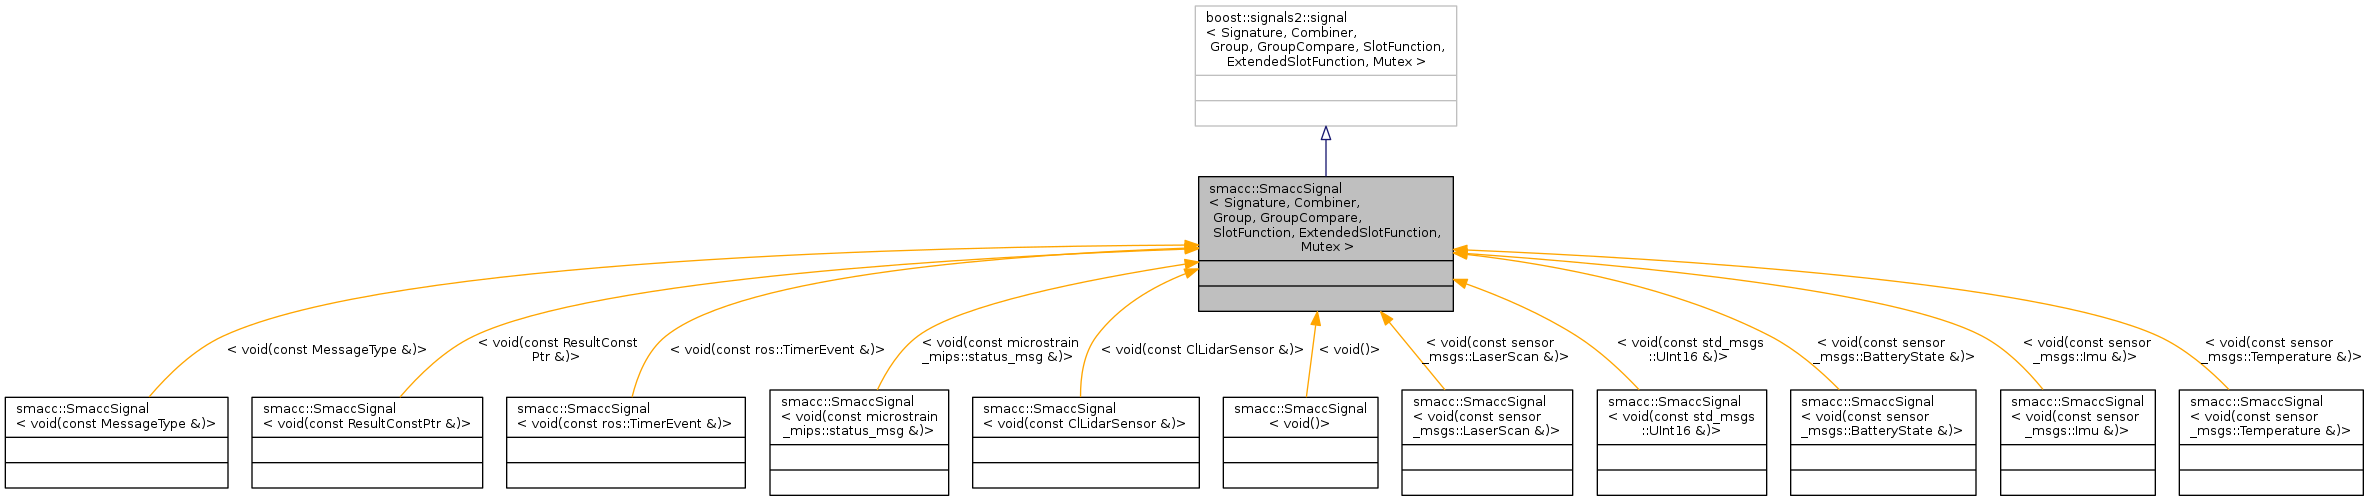 boost::signals2::signal
< Signature, Combiner,
Group, GroupCompare, SlotFunction,
ExtendedSlotFunction, Mutex >
smacc::SmaccSignal
< Signature, Combiner,
Group, GroupCompare,
SlotFunction, ExtendedSlotFunction,
Mutex >
< void(const MessageType &)>
< void(const ResultConst
Ptr &)>
< void(const ros::TimerEvent &)>
< void(const microstrain
_mips::status_msg &)>
< void(const ClLidarSensor &)>
< void()>
< void(const sensor
_msgs::LaserScan &)>
< void(const std_msgs
::UInt16 &)>
< void(const sensor
_msgs::BatteryState &)>
< void(const sensor
_msgs::Imu &)>
< void(const sensor
_msgs::Temperature &)>
smacc::SmaccSignal
< void(const MessageType &)>
smacc::SmaccSignal
< void(const ResultConstPtr &)>
smacc::SmaccSignal
< void(const ros::TimerEvent &)>
smacc::SmaccSignal
< void(const microstrain
_mips::status_msg &)>
smacc::SmaccSignal
< void(const ClLidarSensor &)>
smacc::SmaccSignal
< void()>
smacc::SmaccSignal
< void(const sensor
_msgs::LaserScan &)>
smacc::SmaccSignal
< void(const std_msgs
::UInt16 &)>
smacc::SmaccSignal
< void(const sensor
_msgs::BatteryState &)>
smacc::SmaccSignal
< void(const sensor
_msgs::Imu &)>
smacc::SmaccSignal
< void(const sensor
_msgs::Temperature &)>